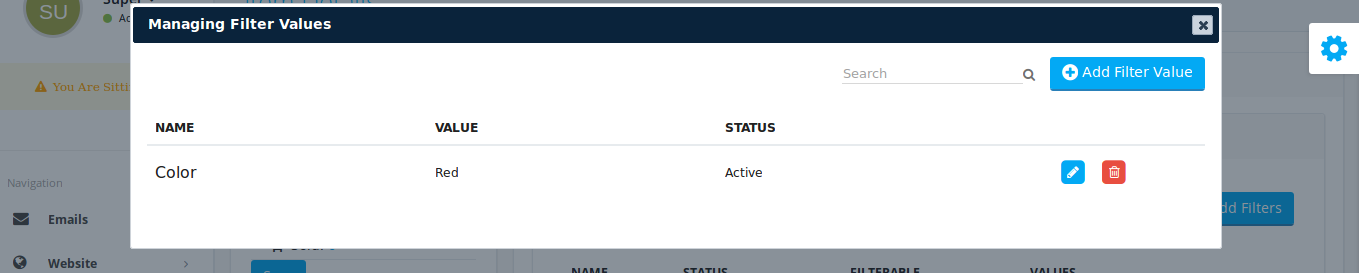 SU
Managing Filter Values
You Are Sitti
Search
Add Filter Value
NAME VALUE STATUS
Color Red Active
Navigation
Emails
dd Filters
Website
NAME STATUS FILTERABLE VALUES